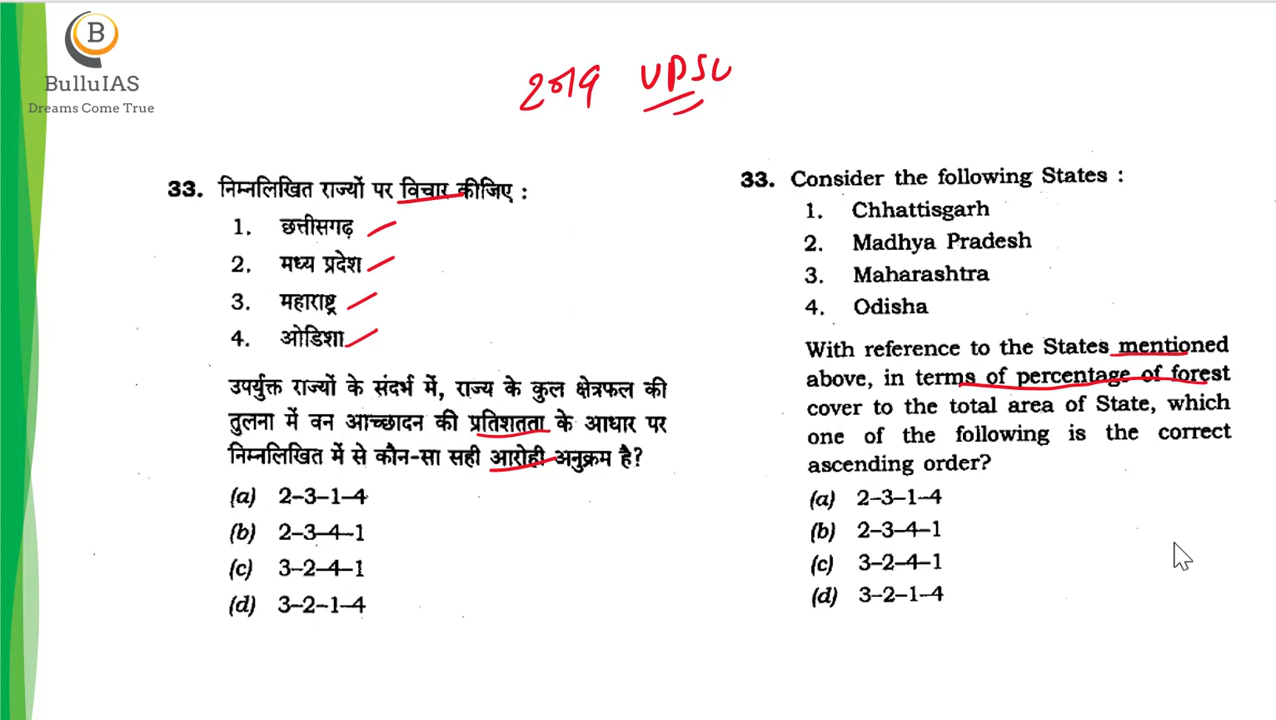 B
BulluIAS
Dreams Come True
2019 UPSC
33. निम्नलिखित राज्यों पर विचार कीजिए :
1. छत्तीसगढ़
2. मध्य प्रदेश
3. महाराष्ट्र
4. ओडिशा
उपर्युक्त राज्यों के संदर्भ में, राज्य के कुल क्षेत्रफल की
तुलना में वन आच्छादन की प्रतिशतता के आधार पर
निम्नलिखित में से कौन-सा सही आरोही अनुक्रम है?
(a) 2-3-1-4
(b) 2-3-4-1
(c) 3-2-4-1
(d) 3-2-1-4
33. Consider the following States :
1. Chhattisgarh
2. Madhya Pradesh
3. Maharashtra
4. Odisha
With reference to the States mentioned
above, in terms of percentage of forest
cover to the total area of State, which
one of the following is the correct
ascending order?
(a) 2-3-1-4
(b) 2-3-4-1
(c) 3-2-4-1
(d) 3-2-1-4